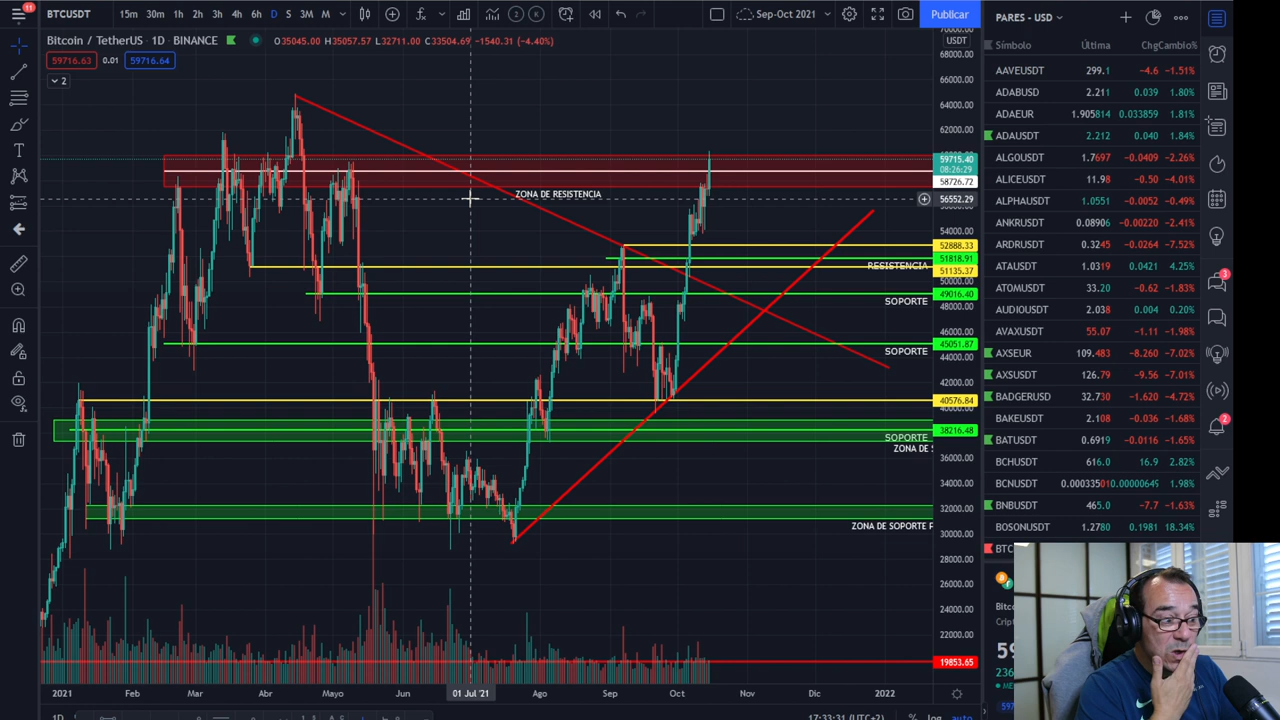 11
BTCUSDT 15m 30m 1h 2h 3h 4h 6h D S 3M M Sep-Oct 2021 Publicar
Bitcoin / TetherUS · 1D · BINANCE O35045.00 H35057.57 L32711.00 C33504.69 −1540.31 (−4.40%)
59716.63 0.01 59716.64
2
USDT
68000.00
66000.00
64000.00
62000.00
59715.40
08:26:29
58726.72
56552.29
54000.00
52888.33
51818.91
51135.37
50000.00
49016.40
48000.00
46000.00
45051.87
44000.00
42000.00
40576.84
38216.48
36000.00
34000.00
32000.00
30000.00
28000.00
26000.00
24000.00
22000.00
19853.65
ZONA DE RESISTENCIA
RESISTENCIA
SOPORTE
SOPORTE
SOPORTE
ZONA DE S
ZONA DE SOPORTE P
2021 Feb Mar Abr Mayo Jun 01 Jul '21 Ago Sep Oct Nov Dic 2022
1D 17:33:31 (UTC+2) % log auto
PARES - USD
Símbolo Última Chg Cambio%
AAVEUSDT 299.1 −4.6 −1.51%
ADABUSD 2.211 0.039 1.80%
ADAEUR 1.905814 0.033859 1.81%
ADAUSDT 2.212 0.040 1.84%
ALGOUSDT 1.7697 −0.0409 −2.26%
ALICEUSDT 11.98 −0.50 −4.01%
ALPHAUSDT 1.0551 −0.0052 −0.49%
ANKRUSDT 0.08906 −0.00220 −2.41%
ARDRUSDT 0.3245 −0.0264 −7.52%
ATAUSDT 1.0319 0.0421 4.25%
ATOMUSDT 33.20 −0.62 −1.83%
AUDIOUSDT 2.038 0.004 0.20%
AVAXUSDT 55.07 −1.11 −1.98%
AXSEUR 109.483 −8.260 −7.02%
AXSUSDT 126.79 −9.56 −7.01%
BADGERUSD 32.730 −1.620 −4.72%
BAKEUSDT 2.108 −0.036 −1.68%
BATUSDT 0.6919 −0.0116 −1.65%
BCHUSDT 616.0 16.9 2.82%
BCNUSDT 0.00033501 0.0000649 1.98%
BNBUSDT 465.0 −7.7 −1.63%
BOSONUSDT 1.2780 0.1981 18.34%
BTC
3
2